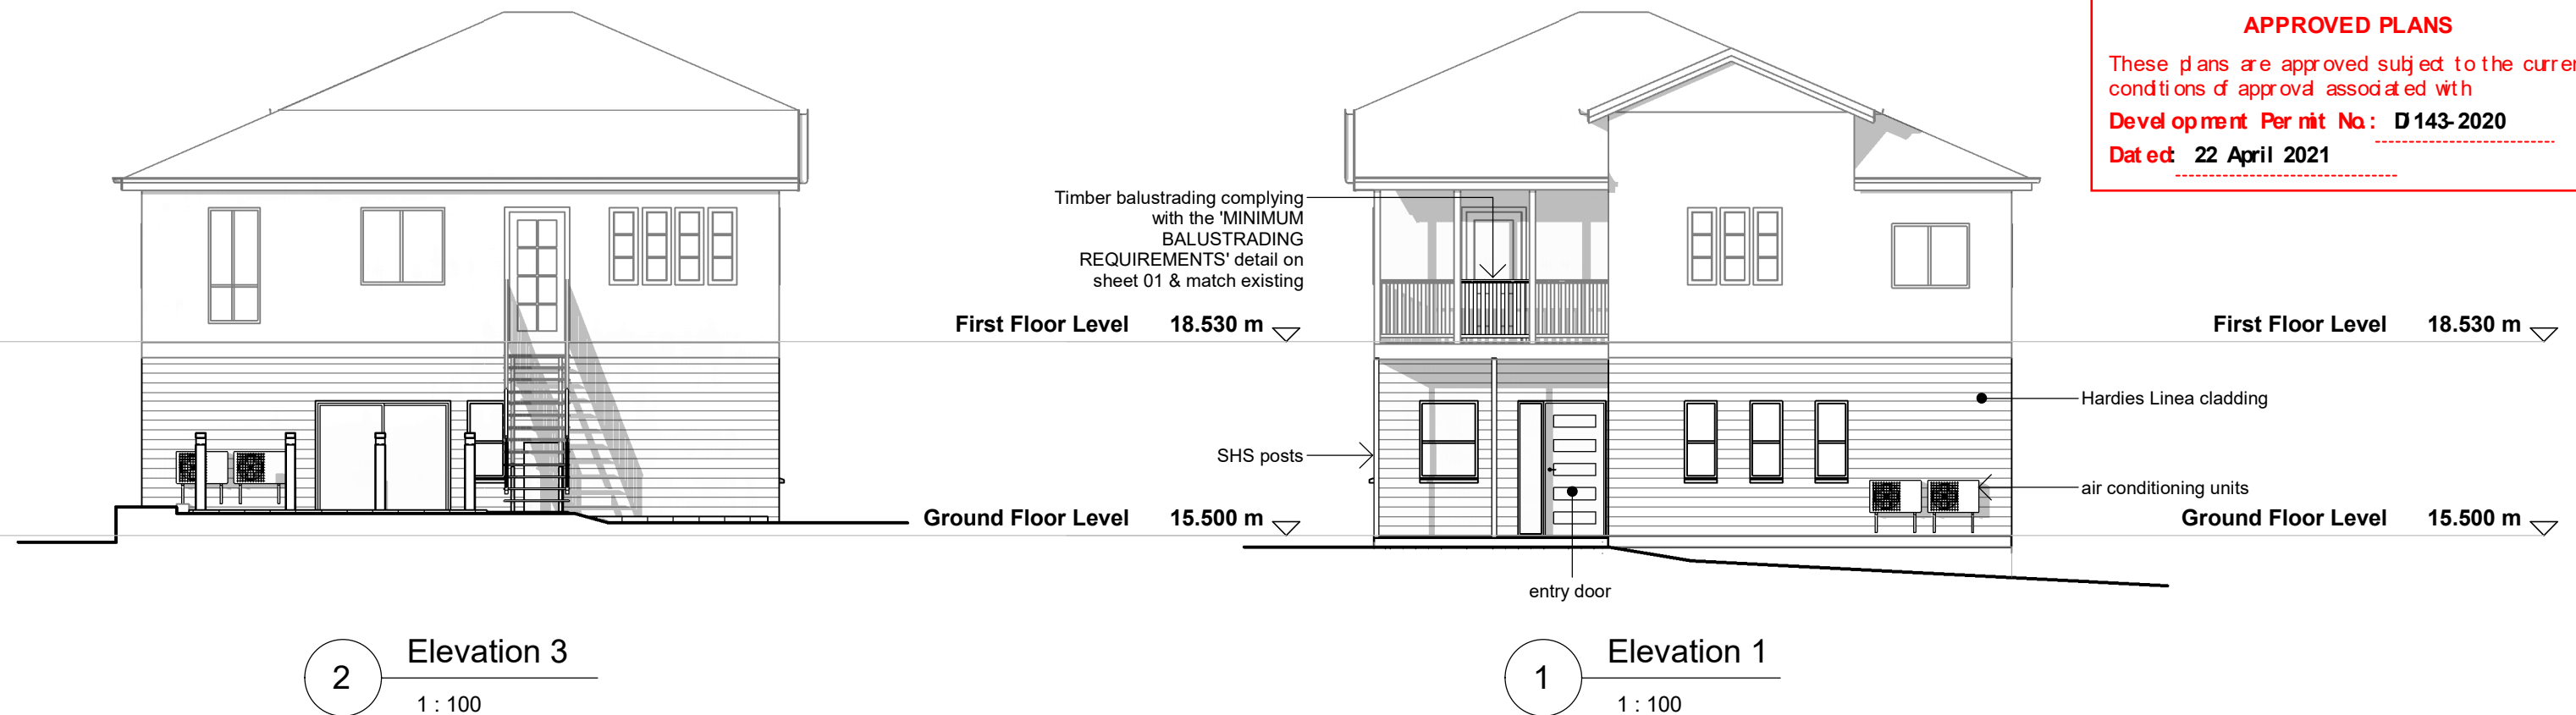 APPROVED PLANS
These plans are approved subject to the curren
conditions of approval associated with
Development Permit No.: D/143-2020
Dated: 22 April 2021
Timber balustrading complying
with the 'MINIMUM
BALUSTRADING
REQUIREMENTS' detail on
sheet 01 & match existing
First Floor Level 18.530 m
First Floor Level 18.530 m
Hardies Linea cladding
SHS posts
air conditioning units
Ground Floor Level 15.500 m
Ground Floor Level 15.500 m
entry door
2 Elevation 3
1 : 100
1 Elevation 1
1 : 100